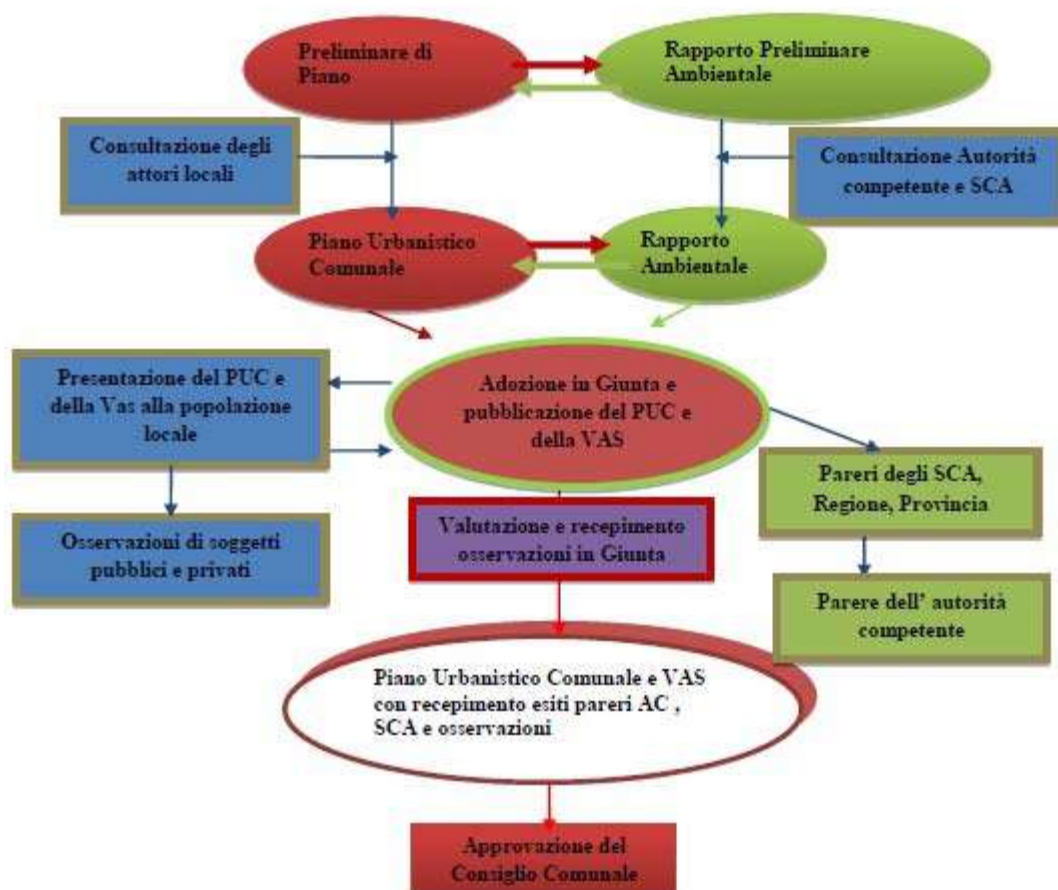 Preliminare di
Piano
Rapporto Preliminare
Ambientale
Consultazione degli
attori locali
Consultazione Autorità
competente e SCA
Piano Urbanistico
Comunale
Rapporto
Ambientale
Presentazione del PUC e
della Vas alla popolazione
locale
Adozione in Giunta e
pubblicazione del PUC e
della VAS
Pareri degli SCA,
Regione, Provincia
Osservazioni di soggetti
pubblici e privati
Valutazione e recepimento
osservazioni in Giunta
Parere dell’ autorità
competente
Piano Urbanistico Comunale e VAS
con recepimento esiti pareri AC ,
SCA e osservazioni
Approvazione del
Consiglio Comunale